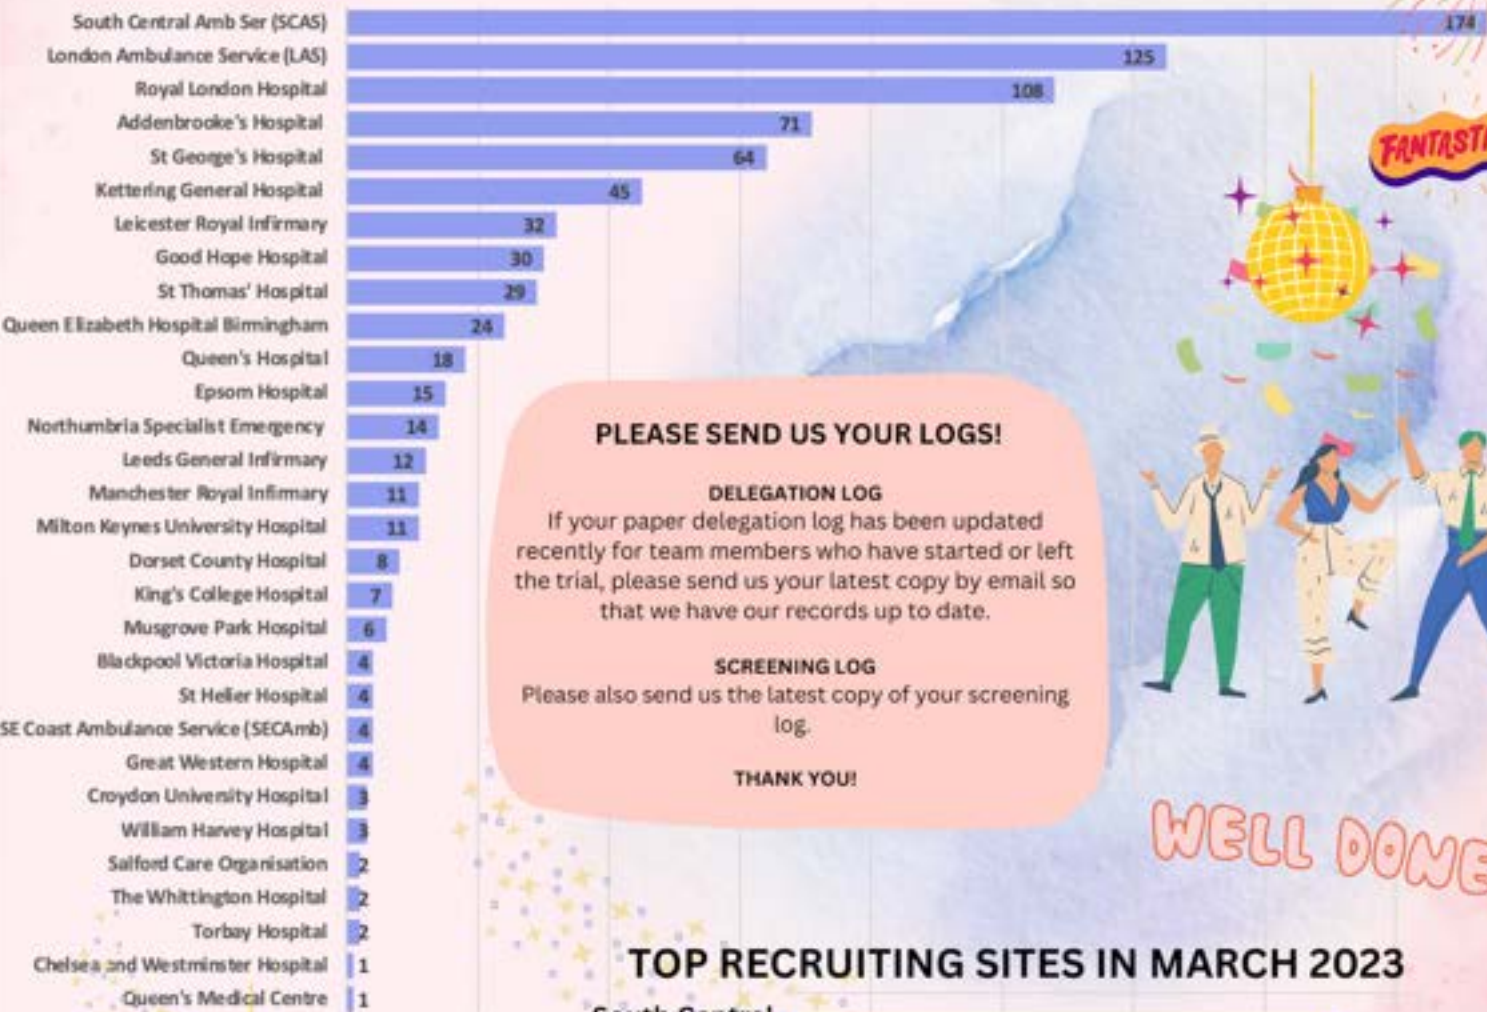 South Central Amb Ser (SCAS) 174
London Ambulance Service (LAS) 125
Royal London Hospital 108
Addenbrooke's Hospital 71
St George's Hospital 64
Kettering General Hospital 45
Leicester Royal Infirmary 32
Good Hope Hospital 30
St Thomas' Hospital 29
Queen Elizabeth Hospital Birmingham 24
Queen's Hospital 18
Epsom Hospital 15
Northumbria Specialist Emergency 14
Leeds General Infirmary 12
Manchester Royal Infirmary 11
Milton Keynes University Hospital 11
Dorset County Hospital 8
King's College Hospital 7
Musgrove Park Hospital 6
Blackpool Victoria Hospital 4
St Helier Hospital 4
SE Coast Ambulance Service (SECAmb) 4
Great Western Hospital 4
Croydon University Hospital 3
William Harvey Hospital 3
Salford Care Organisation 2
The Whittington Hospital 2
Torbay Hospital 2
Chelsea and Westminster Hospital 1
Queen's Medical Centre 1
FANTASTI
PLEASE SEND US YOUR LOGS!
DELEGATION LOG
If your paper delegation log has been updated
recently for team members who have started or left
the trial, please send us your latest copy by email so
that we have our records up to date.
SCREENING LOG
Please also send us the latest copy of your screening
log.
THANK YOU!
WELL DONE
TOP RECRUITING SITES IN MARCH 2023
South Central